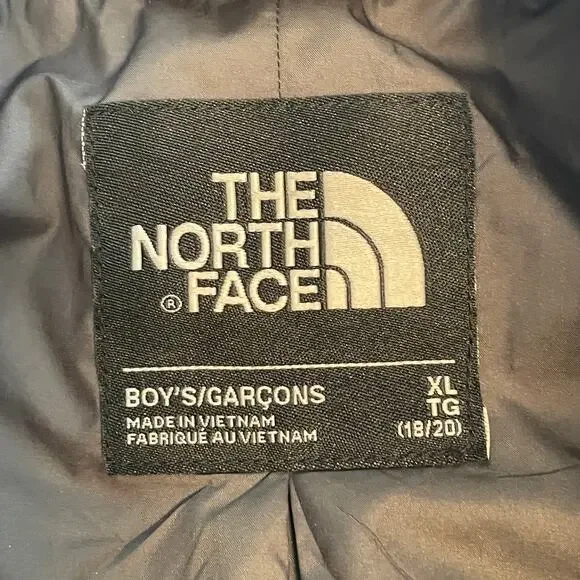 THE
NORTH
® FACE
BOY'S/GARÇONS
MADE IN VIETNAM
FABRIQUÉ AU VIETNAM
XL
TG
(18/20)